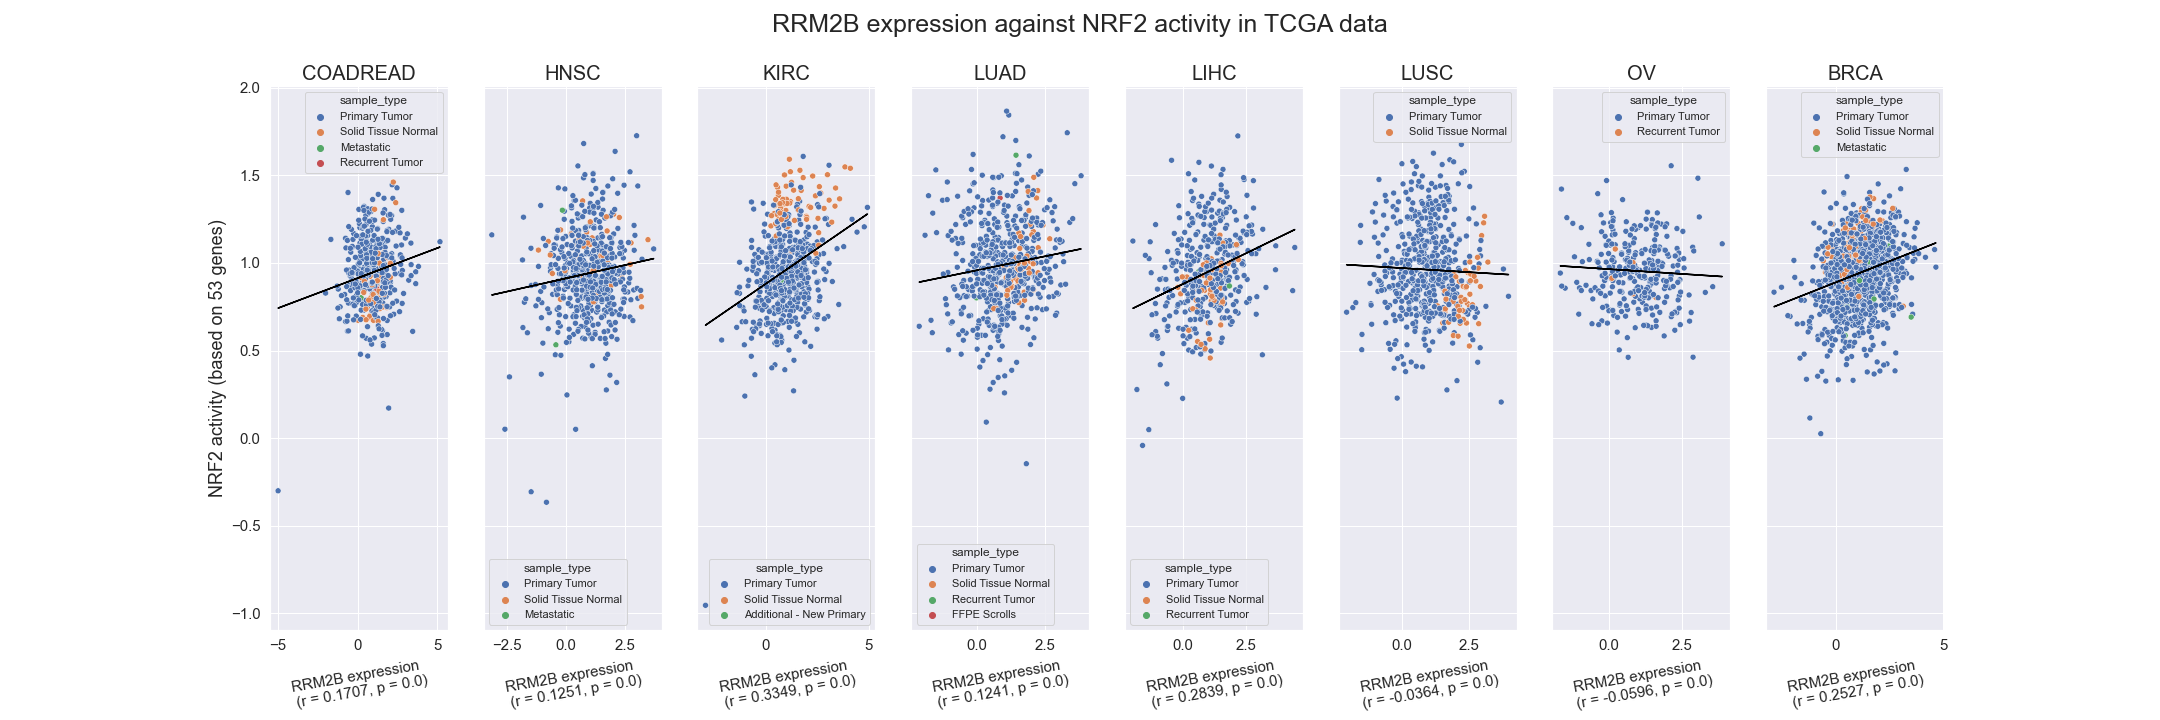 RRM2B expression against NRF2 activity in TCGA data
COADREAD
HNSC
KIRC
LUAD
LIHC
LUSC
OV
BRCA
NRF2 activity (based on 53 genes)
2.0
1.5
1.0
0.5
0.0
−0.5
−1.0
sample_type
Primary Tumor
Solid Tissue Normal
Metastatic
Recurrent Tumor
−5
0
5
RRM2B expression
(r = 0.1707, p = 0.0)
sample_type
Primary Tumor
Solid Tissue Normal
Metastatic
−2.5
0.0
2.5
RRM2B expression
(r = 0.1251, p = 0.0)
sample_type
Primary Tumor
Solid Tissue Normal
Additional - New Primary
0
5
RRM2B expression
(r = 0.3349, p = 0.0)
sample_type
Primary Tumor
Solid Tissue Normal
Recurrent Tumor
FFPE Scrolls
0.0
2.5
RRM2B expression
(r = 0.1241, p = 0.0)
sample_type
Primary Tumor
Solid Tissue Normal
Recurrent Tumor
0.0
2.5
RRM2B expression
(r = 0.2839, p = 0.0)
sample_type
Primary Tumor
Solid Tissue Normal
0.0
2.5
RRM2B expression
(r = -0.0364, p = 0.0)
sample_type
Primary Tumor
Recurrent Tumor
0.0
2.5
RRM2B expression
(r = -0.0596, p = 0.0)
sample_type
Primary Tumor
Solid Tissue Normal
Metastatic
0
5
RRM2B expression
(r = 0.2527, p = 0.0)